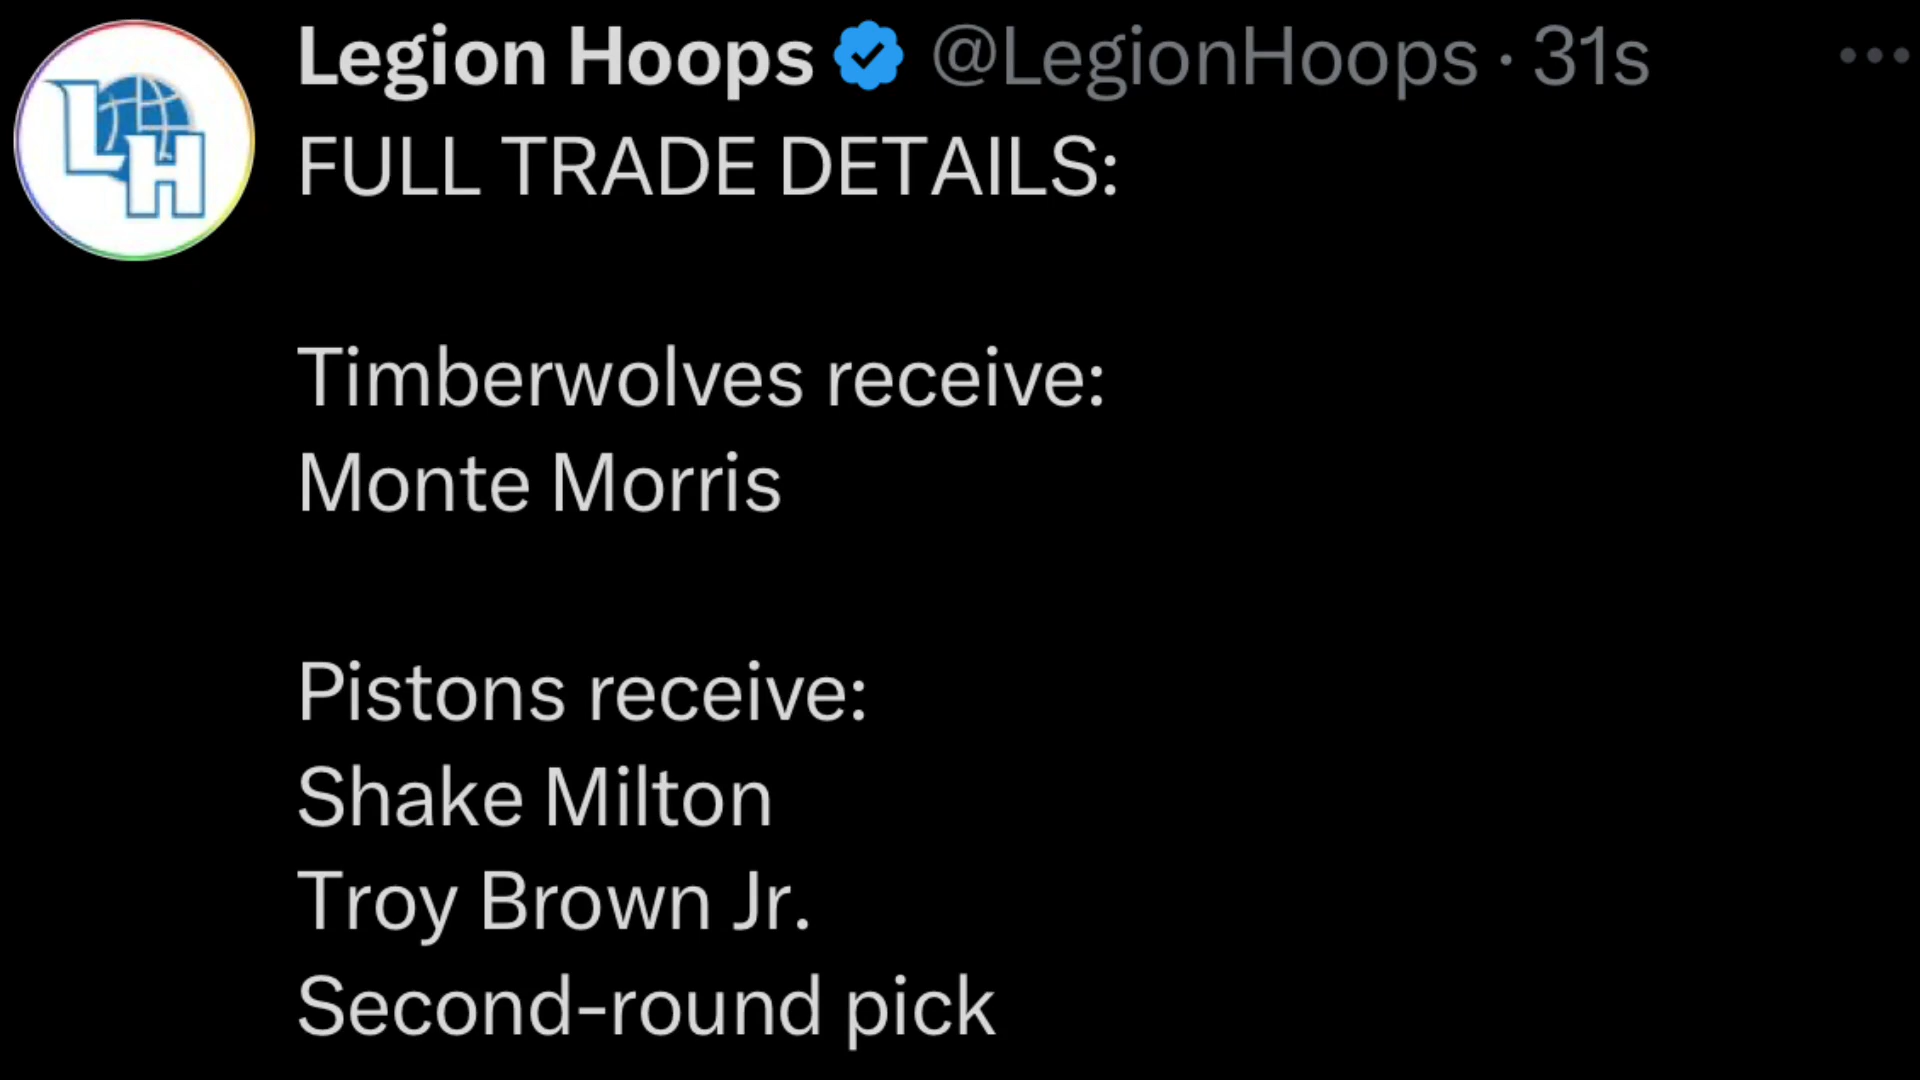 LH
Legion Hoops @LegionHoops · 31s
FULL TRADE DETAILS:
Timberwolves receive:
Monte Morris
Pistons receive:
Shake Milton
Troy Brown Jr.
Second-round pick